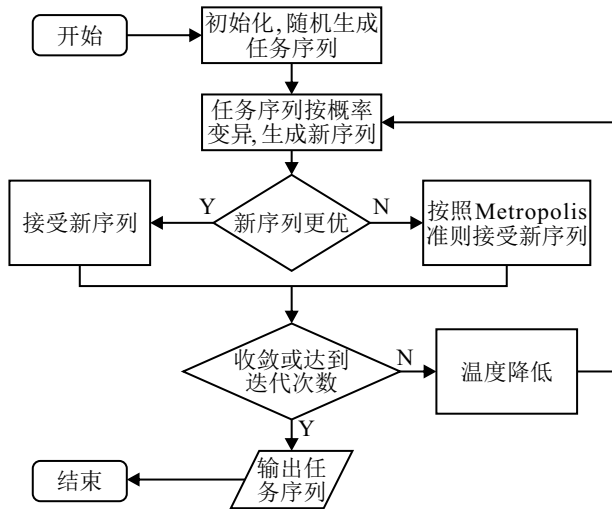 开始
初始化,随机生成
任务序列
任务序列按概率
变异,生成新序列
Y
新序列更优
N
接受新序列
按照Metropolis
准则接受新序列
收敛或达到
迭代次数
N
温度降低
Y
输出任
务序列
结束